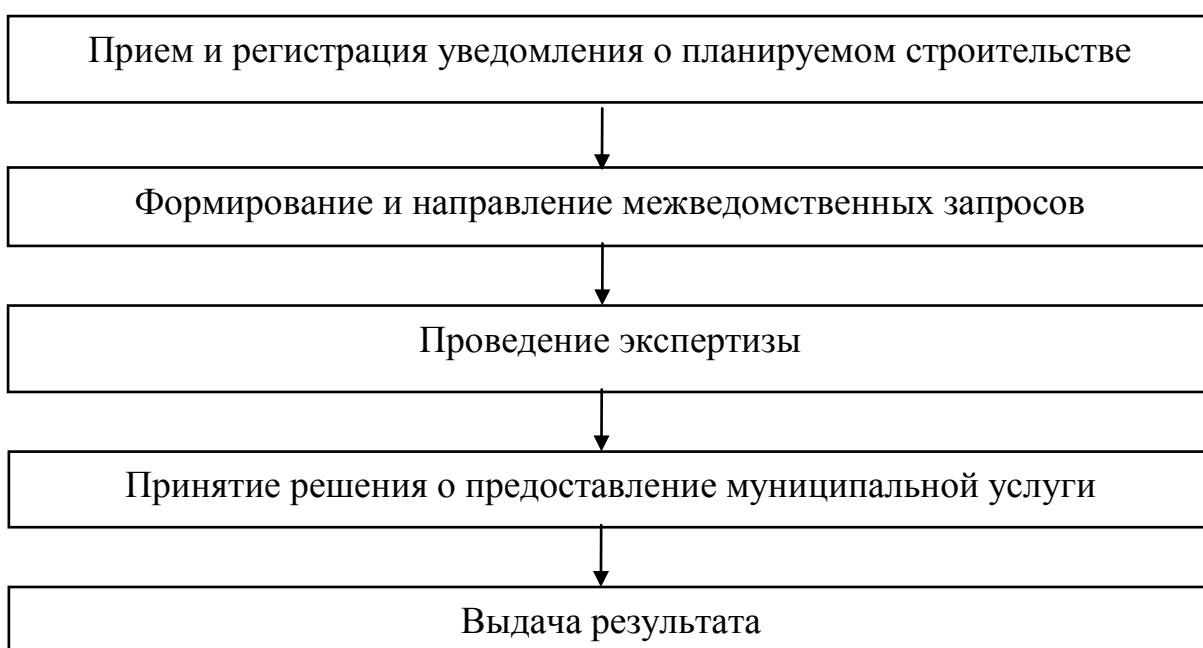 Прием и регистрация уведомления о планируемом строительстве
Формирование и направление межведомственных запросов
Проведение экспертизы
Принятие решения о предоставление муниципальной услуги
Выдача результата